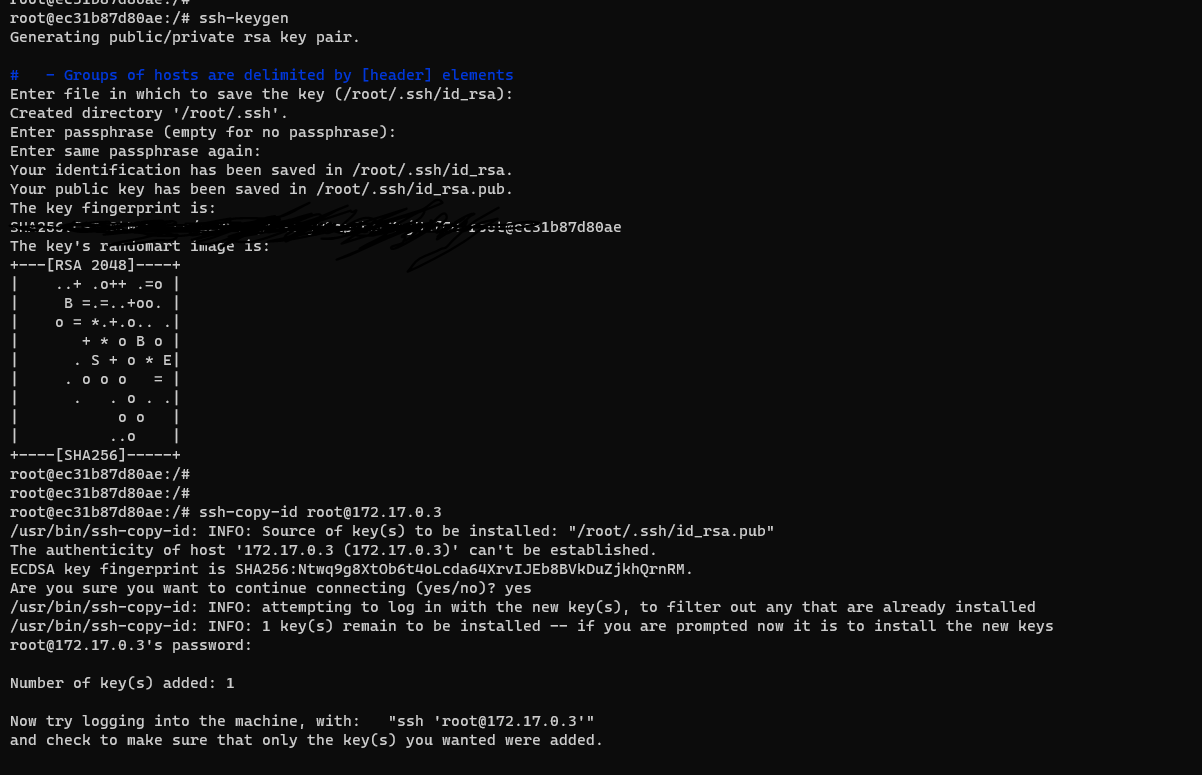 root@ec31b87d80ae:/#
root@ec31b87d80ae:/# ssh-keygen
Generating public/private rsa key pair.
#   - Groups of hosts are delimited by [header] elements
Enter file in which to save the key (/root/.ssh/id_rsa):
Created directory '/root/.ssh'.
Enter passphrase (empty for no passphrase):
Enter same passphrase again:
Your identification has been saved in /root/.ssh/id_rsa.
Your public key has been saved in /root/.ssh/id_rsa.pub.
The key fingerprint is:
root@ec31b87d80ae
The key's randomart image is:
+---[RSA 2048]----+
|    ..+ .o++ .=o |
|     B =.=..+oo. |
|    o = *.+.o.. .|
|       + * o B o |
|      . S + o * E|
|     . o o o   = |
|      .   . o . .|
|           o o   |
|          ..o    |
+----[SHA256]-----+
root@ec31b87d80ae:/#
root@ec31b87d80ae:/#
root@ec31b87d80ae:/# ssh-copy-id root@172.17.0.3
/usr/bin/ssh-copy-id: INFO: Source of key(s) to be installed: "/root/.ssh/id_rsa.pub"
The authenticity of host '172.17.0.3 (172.17.0.3)' can't be established.
ECDSA key fingerprint is SHA256:Ntwq9g8XtOb6t4oLcda64XrvIJEb8BVkDuZjkhQrnRM.
Are you sure you want to continue connecting (yes/no)? yes
/usr/bin/ssh-copy-id: INFO: attempting to log in with the new key(s), to filter out any that are already installed
/usr/bin/ssh-copy-id: INFO: 1 key(s) remain to be installed -- if you are prompted now it is to install the new keys
root@172.17.0.3's password:
Number of key(s) added: 1
Now try logging into the machine, with:   "ssh 'root@172.17.0.3'"
and check to make sure that only the key(s) you wanted were added.